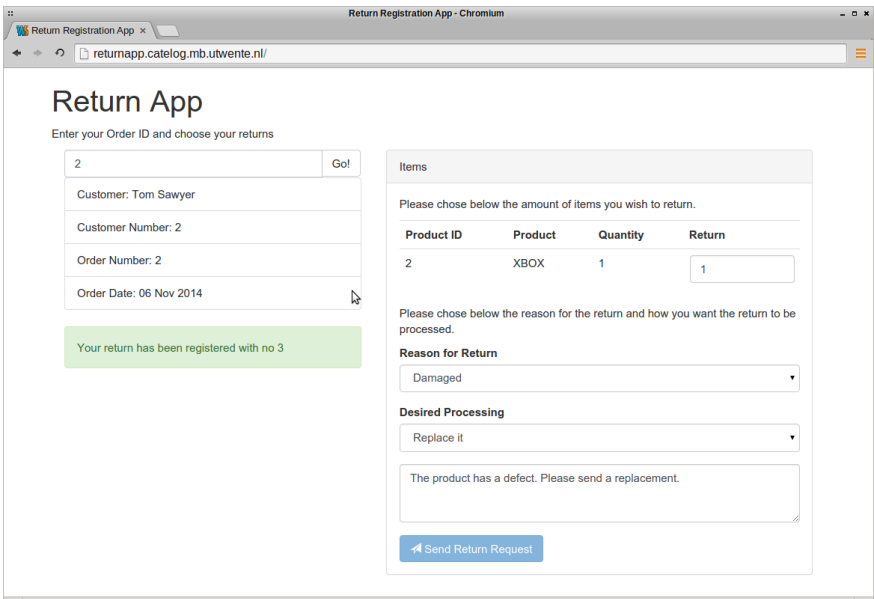 Return Registration App - Chromium
Return Registration App ×
returnapp.catelog.mb.utwente.nl/
Return App
Enter your Order ID and choose your returns
2 Go!
Customer: Tom Sawyer
Customer Number: 2
Order Number: 2
Order Date: 06 Nov 2014
Your return has been registered with no 3
Items
Please chose below the amount of items you wish to return.
Product ID Product Quantity Return
2 XBOX 1 1
Please chose below the reason for the return and how you want the return to be
processed.
Reason for Return
Damaged
Desired Processing
Replace it
The product has a defect. Please send a replacement.
Send Return Request